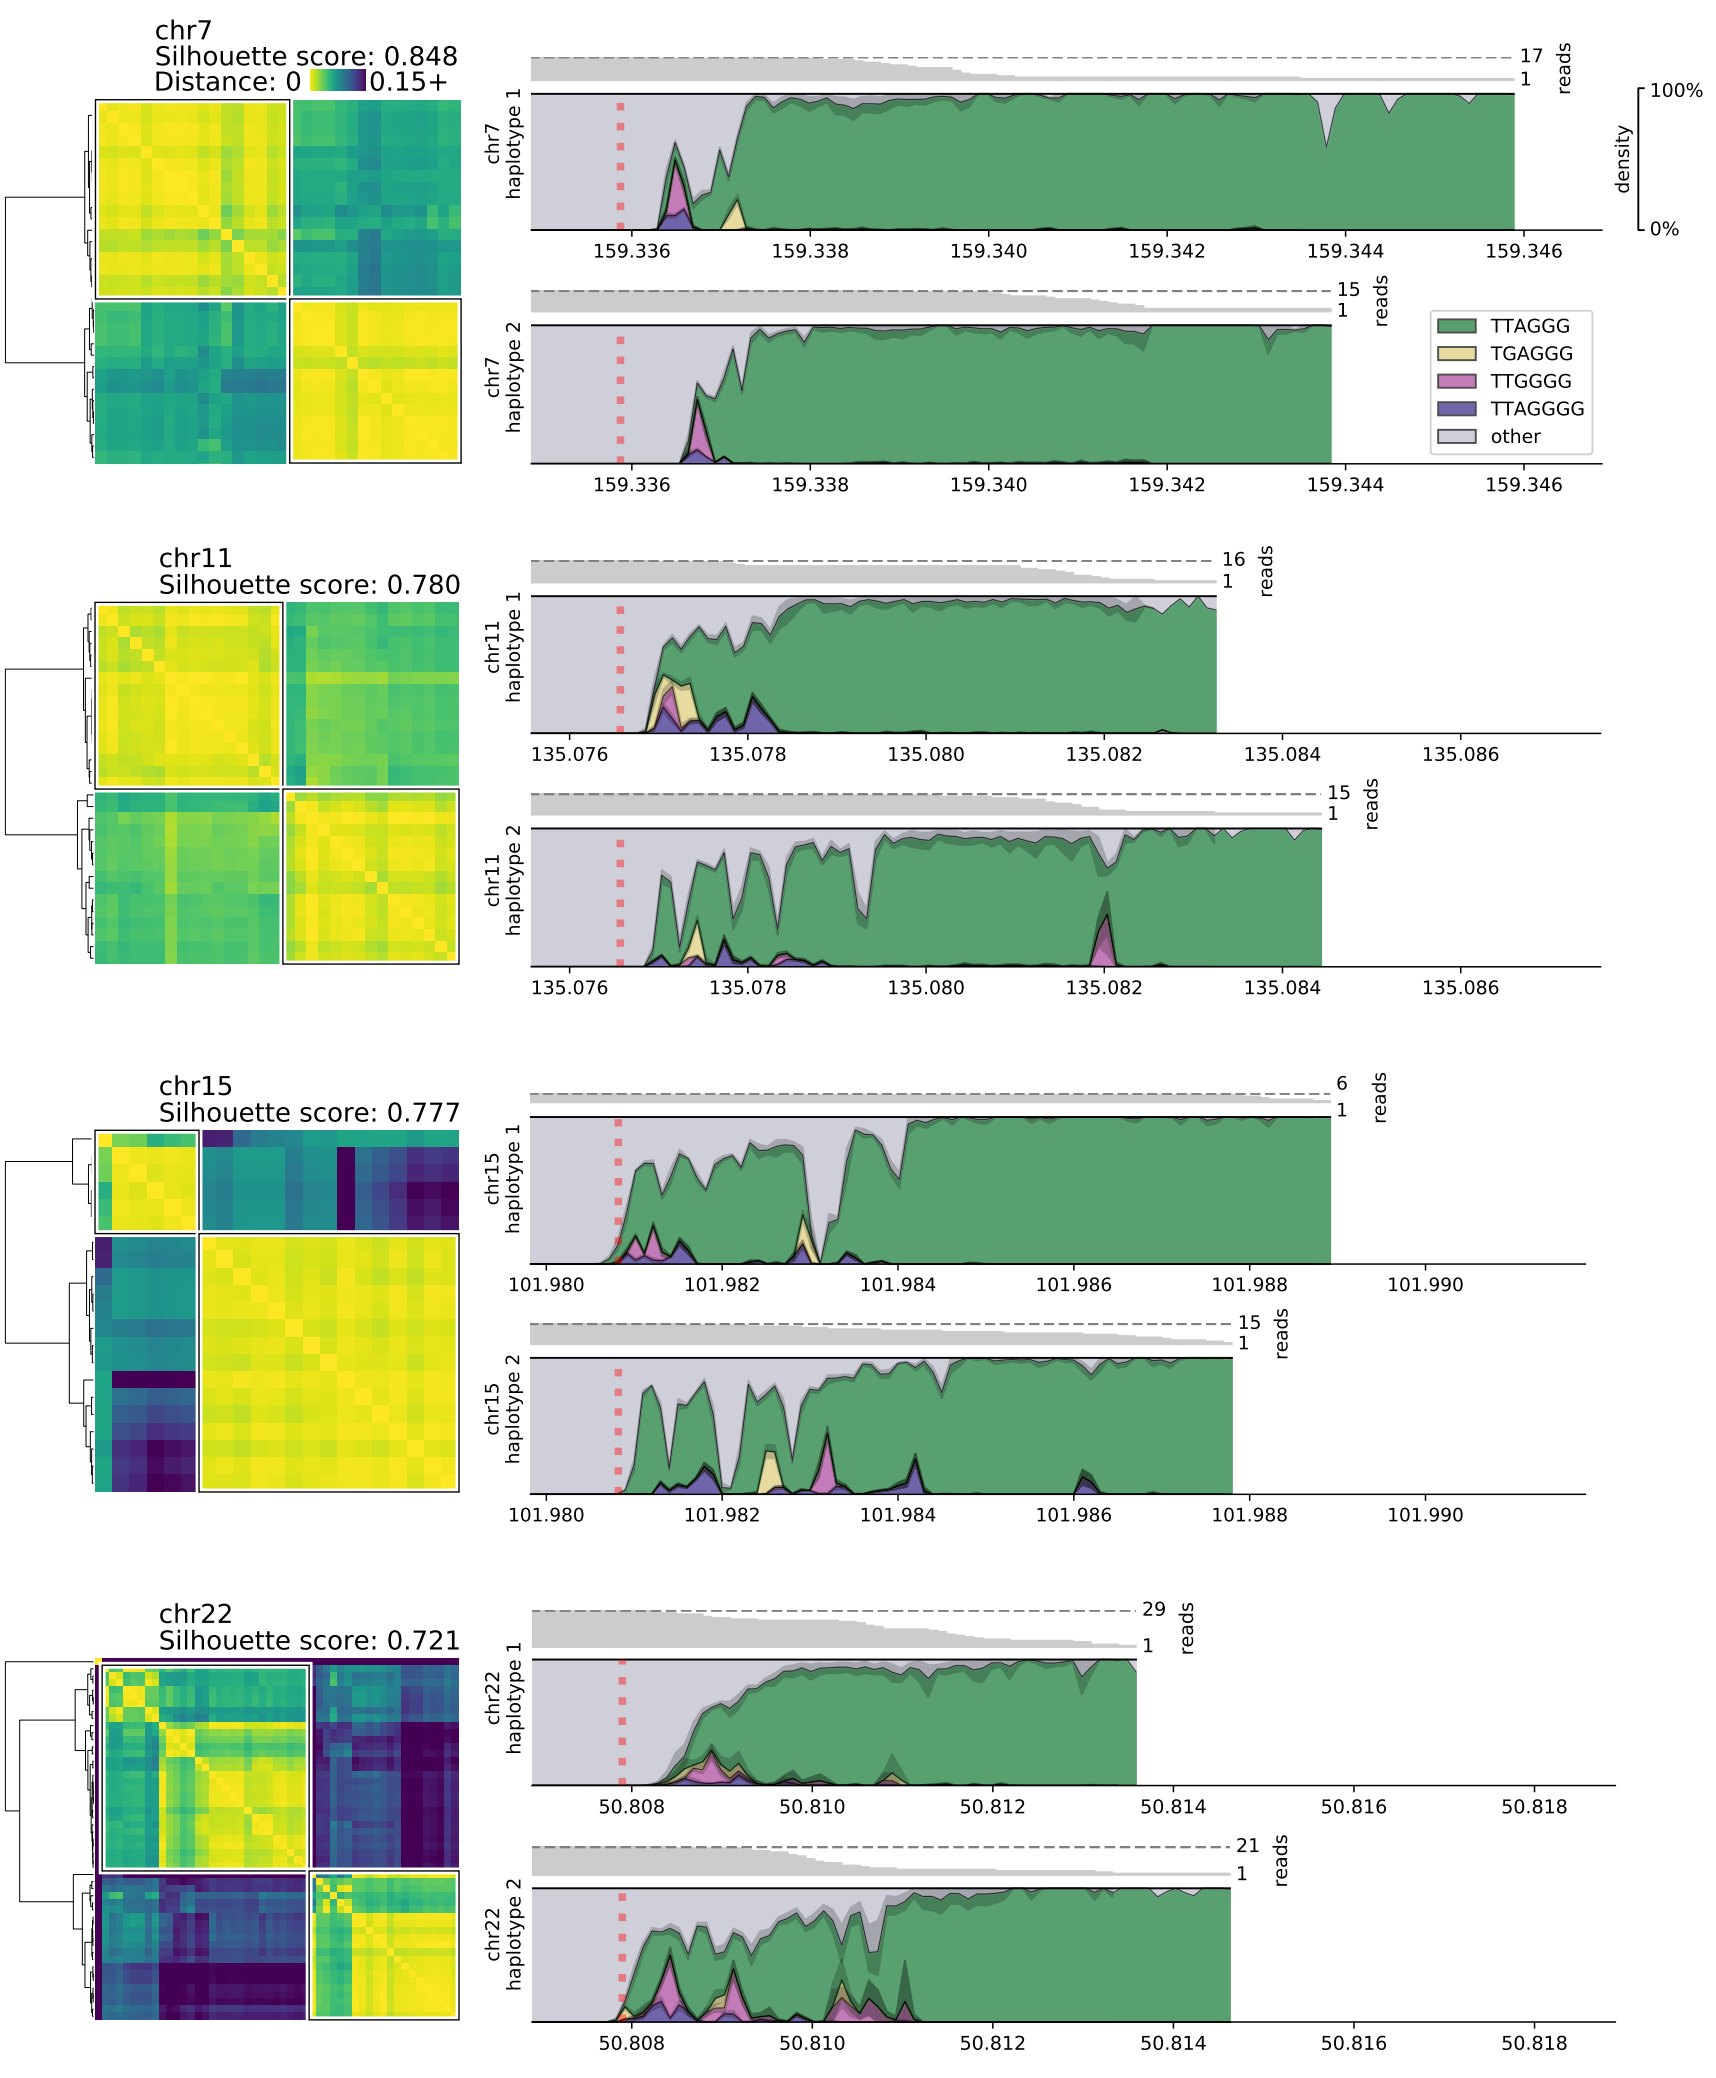 chr7
Silhouette score: 0.848
Distance: 0 0.15+
17
1
reads
chr7
haplotype 1
159.336 159.338 159.340 159.342 159.344 159.346
100%
density
0%
15
1
reads
chr7
haplotype 2
159.336 159.338 159.340 159.342 159.344 159.346
TTAGGG
TGAGGG
TTGGGG
TTAGGGG
other
chr11
Silhouette score: 0.780
16
1
reads
chr11
haplotype 1
135.076 135.078 135.080 135.082 135.084 135.086
15
1
reads
chr11
haplotype 2
135.076 135.078 135.080 135.082 135.084 135.086
chr15
Silhouette score: 0.777
6
1
reads
chr15
haplotype 1
101.980 101.982 101.984 101.986 101.988 101.990
15
1
reads
chr15
haplotype 2
101.980 101.982 101.984 101.986 101.988 101.990
chr22
Silhouette score: 0.721
29
1
reads
chr22
haplotype 1
50.808 50.810 50.812 50.814 50.816 50.818
21
1
reads
chr22
haplotype 2
50.808 50.810 50.812 50.814 50.816 50.818